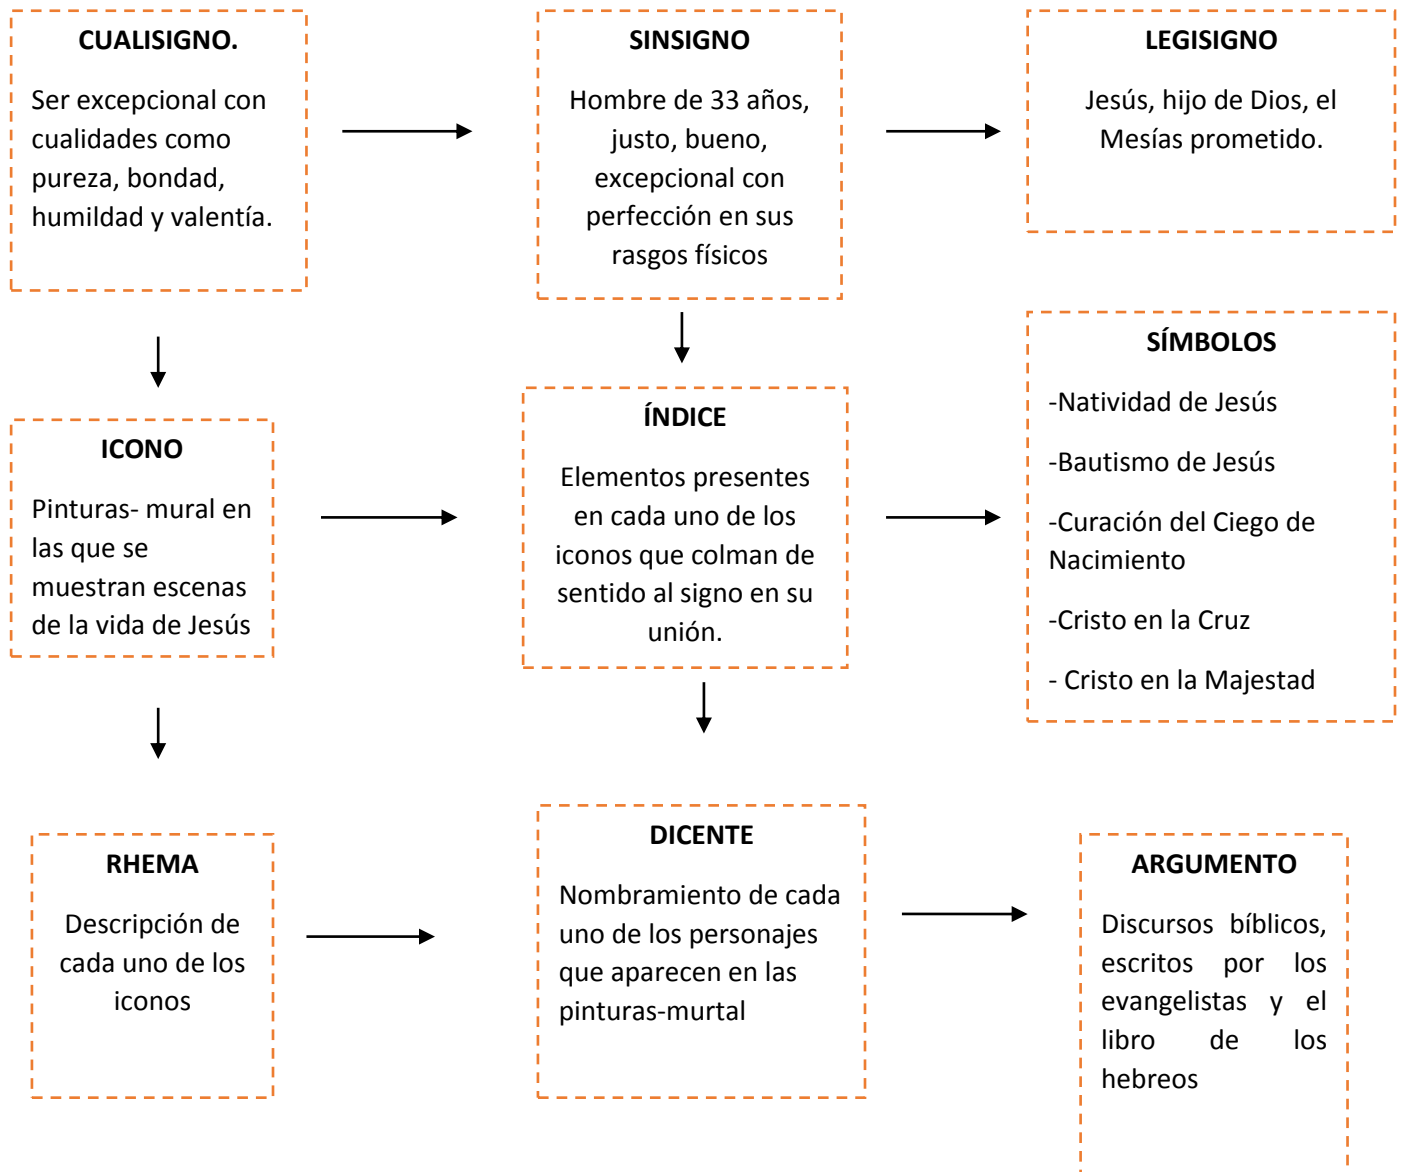 CUALISIGNO.
Ser excepcional con
cualidades como
pureza, bondad,
humildad y valentía.
SINSIGNO
Hombre de 33 años,
justo, bueno,
excepcional con
perfección en sus
rasgos físicos
LEGISIGNO
Jesús, hijo de Dios, el
Mesías prometido.
ICONO
Pinturas- mural en
las que se
muestran escenas
de la vida de Jesús
ÍNDICE
Elementos presentes
en cada uno de los
iconos que colman de
sentido al signo en su
unión.
SÍMBOLOS
-Natividad de Jesús
-Bautismo de Jesús
-Curación del Ciego de
Nacimiento
-Cristo en la Cruz
- Cristo en la Majestad
RHEMA
Descripción de
cada uno de los
iconos
DICENTE
Nombramiento de cada
uno de los personajes
que aparecen en las
pinturas-murtal
ARGUMENTO
Discursos bíblicos,
escritos por los
evangelistas y el
libro de los
hebreos